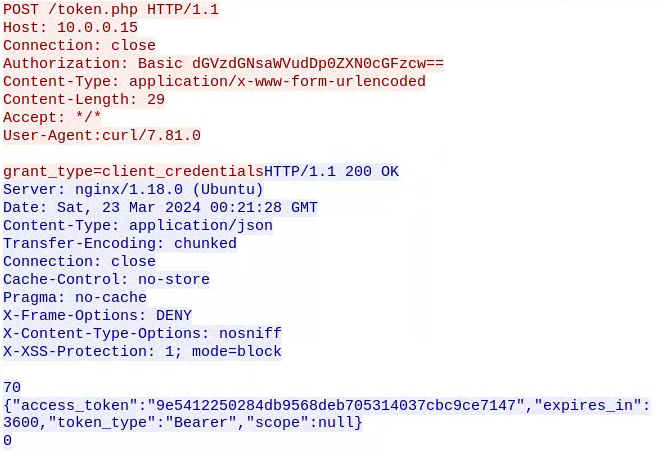 POST /token.php HTTP/1.1
Host: 10.0.0.15
Connection: close
Authorization: Basic dGVzdGNsaWVudDp0ZXN0cGFzcw==
Content-Type: application/x-www-form-urlencoded
Content-Length: 29
Accept: */*
User-Agent:curl/7.81.0
grant_type=client_credentialsHTTP/1.1 200 OK
Server: nginx/1.18.0 (Ubuntu)
Date: Sat, 23 Mar 2024 00:21:28 GMT
Content-Type: application/json
Transfer-Encoding: chunked
Connection: close
Cache-Control: no-store
Pragma: no-cache
X-Frame-Options: DENY
X-Content-Type-Options: nosniff
X-XSS-Protection: 1; mode=block
70
{"access_token":"9e5412250284db9568deb705314037cbc9ce7147","expires_in":
3600,"token_type":"Bearer","scope":null}
0